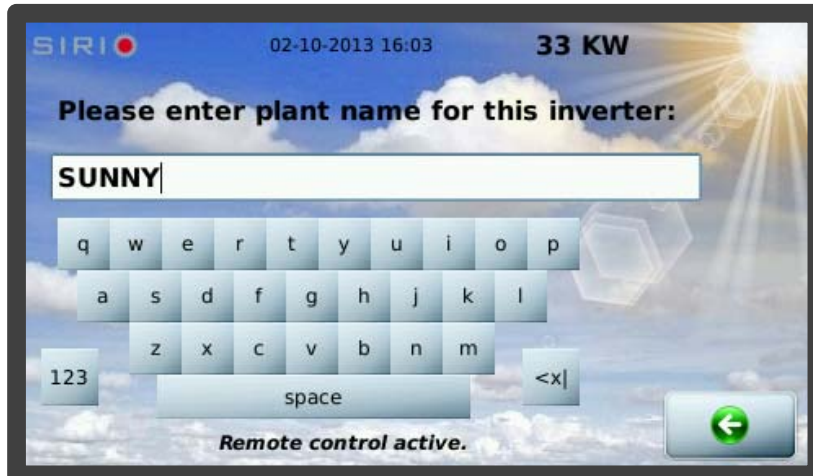 SIRIO 02-10-2013 16:03 33 KW
Please enter plant name for this inverter:
SUNNY
q w e r t y u i o p
a s d f g h j k l
z x c v b n m
123 space <x|
Remote control active.